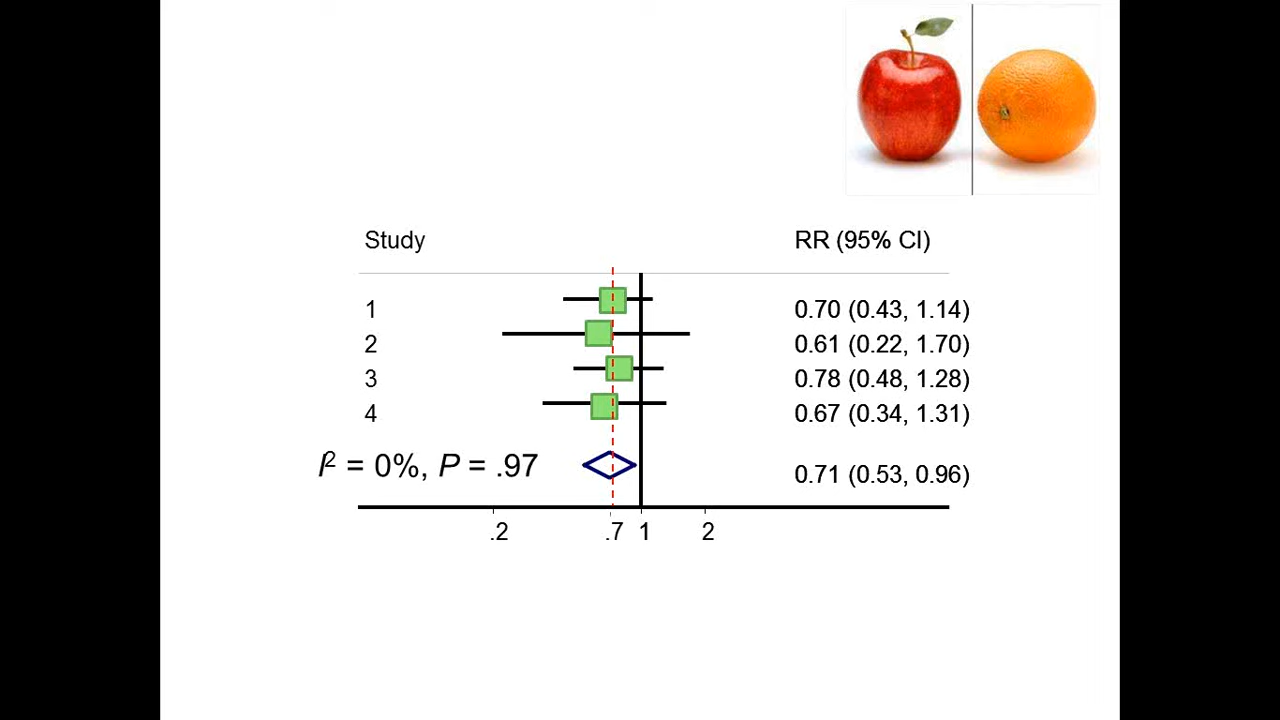 Study RR (95% CI)
1 0.70 (0.43, 1.14)
2 0.61 (0.22, 1.70)
3 0.78 (0.48, 1.28)
4 0.67 (0.34, 1.31)
I² = 0%, P = .97 0.71 (0.53, 0.96)
.2 .7 1 2